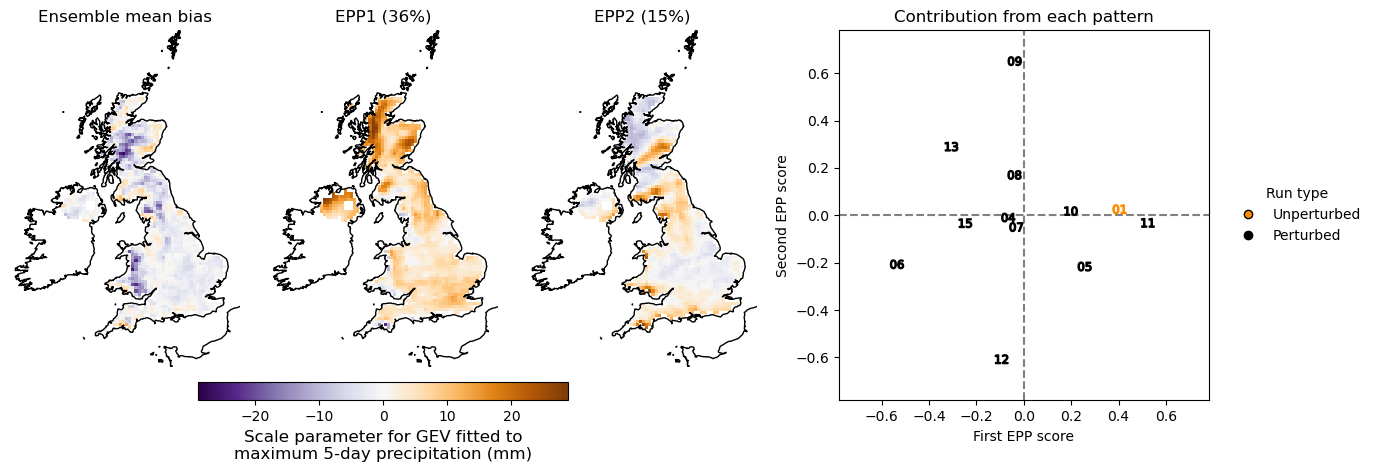 Ensemble mean bias
EPP1 (36%)
EPP2 (15%)
−20 −10 0 10 20
Scale parameter for GEV fitted to
maximum 5-day precipitation (mm)
Contribution from each pattern
Second EPP score
0.6
0.4
0.2
0.0
−0.2
−0.4
−0.6
09
13
08
10
01
04
15
07
11
06
05
12
−0.6 −0.4 −0.2 0.0 0.2 0.4 0.6
First EPP score
Run type
Unperturbed
Perturbed